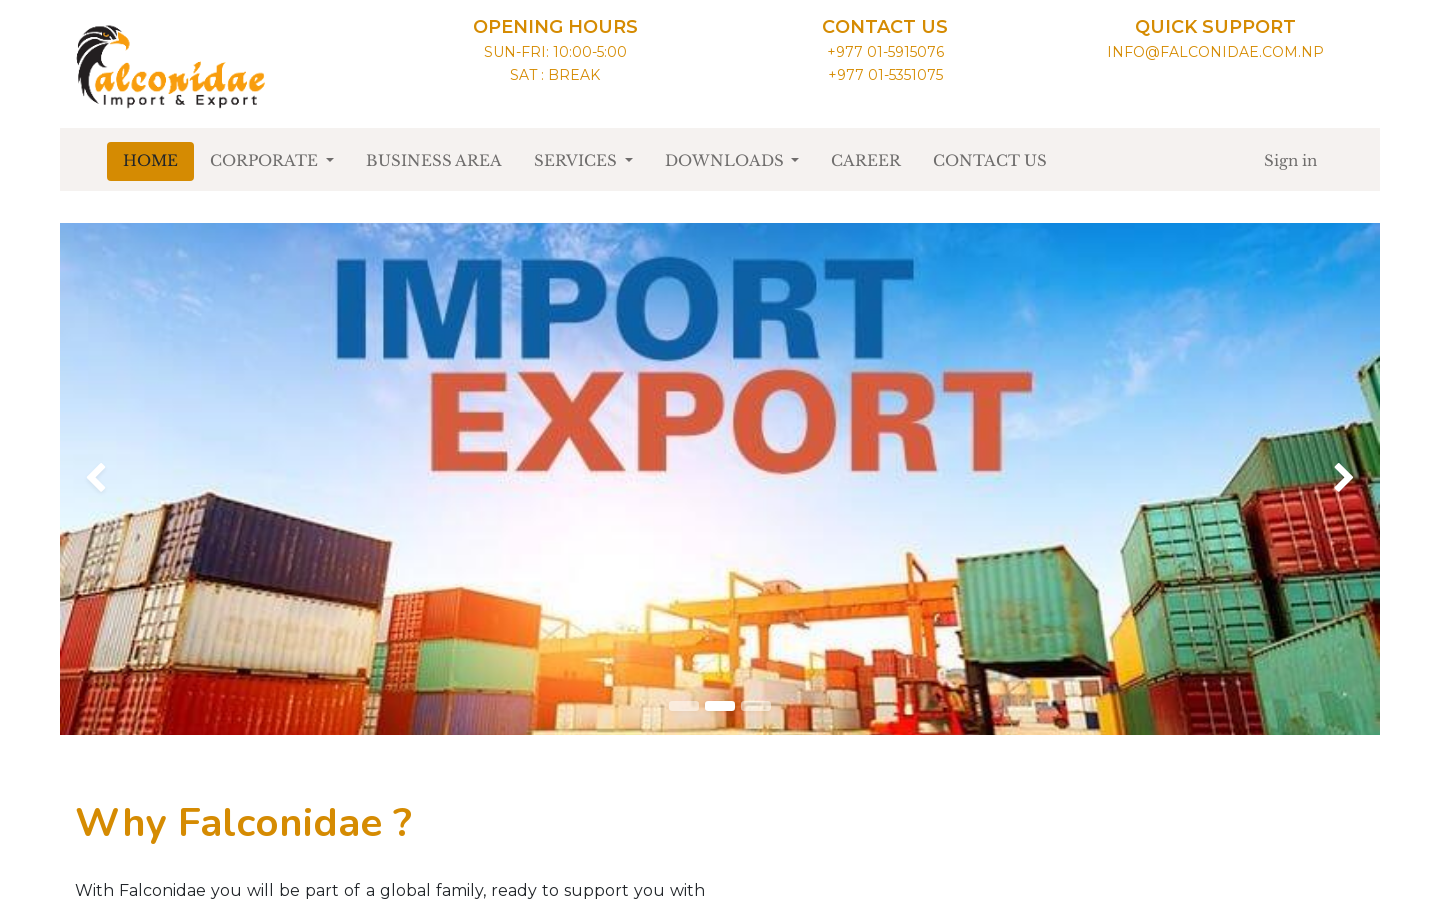 alconidae
Import & Export
OPENING HOURS
SUN-FRI: 10:00-5:00
SAT : BREAK
CONTACT US
+977 01-5915076
+977 01-5351075
QUICK SUPPORT
INFO@FALCONIDAE.COM.NP
HOME CORPORATE BUSINESS AREA SERVICES DOWNLOADS CAREER CONTACT US Sign in
IMPORT
EXPORT
Why Falconidae ?
With Falconidae you will be part of a global family, ready to support you with